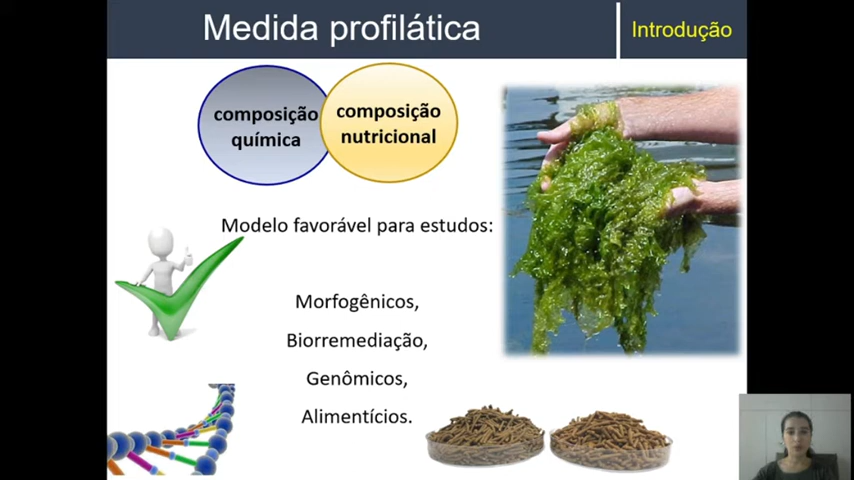 Medida profilática
Introdução
composição
química
composição
nutricional
Modelo favorável para estudos:
Morfogênicos,
Biorremediação,
Genômicos,
Alimentícios.